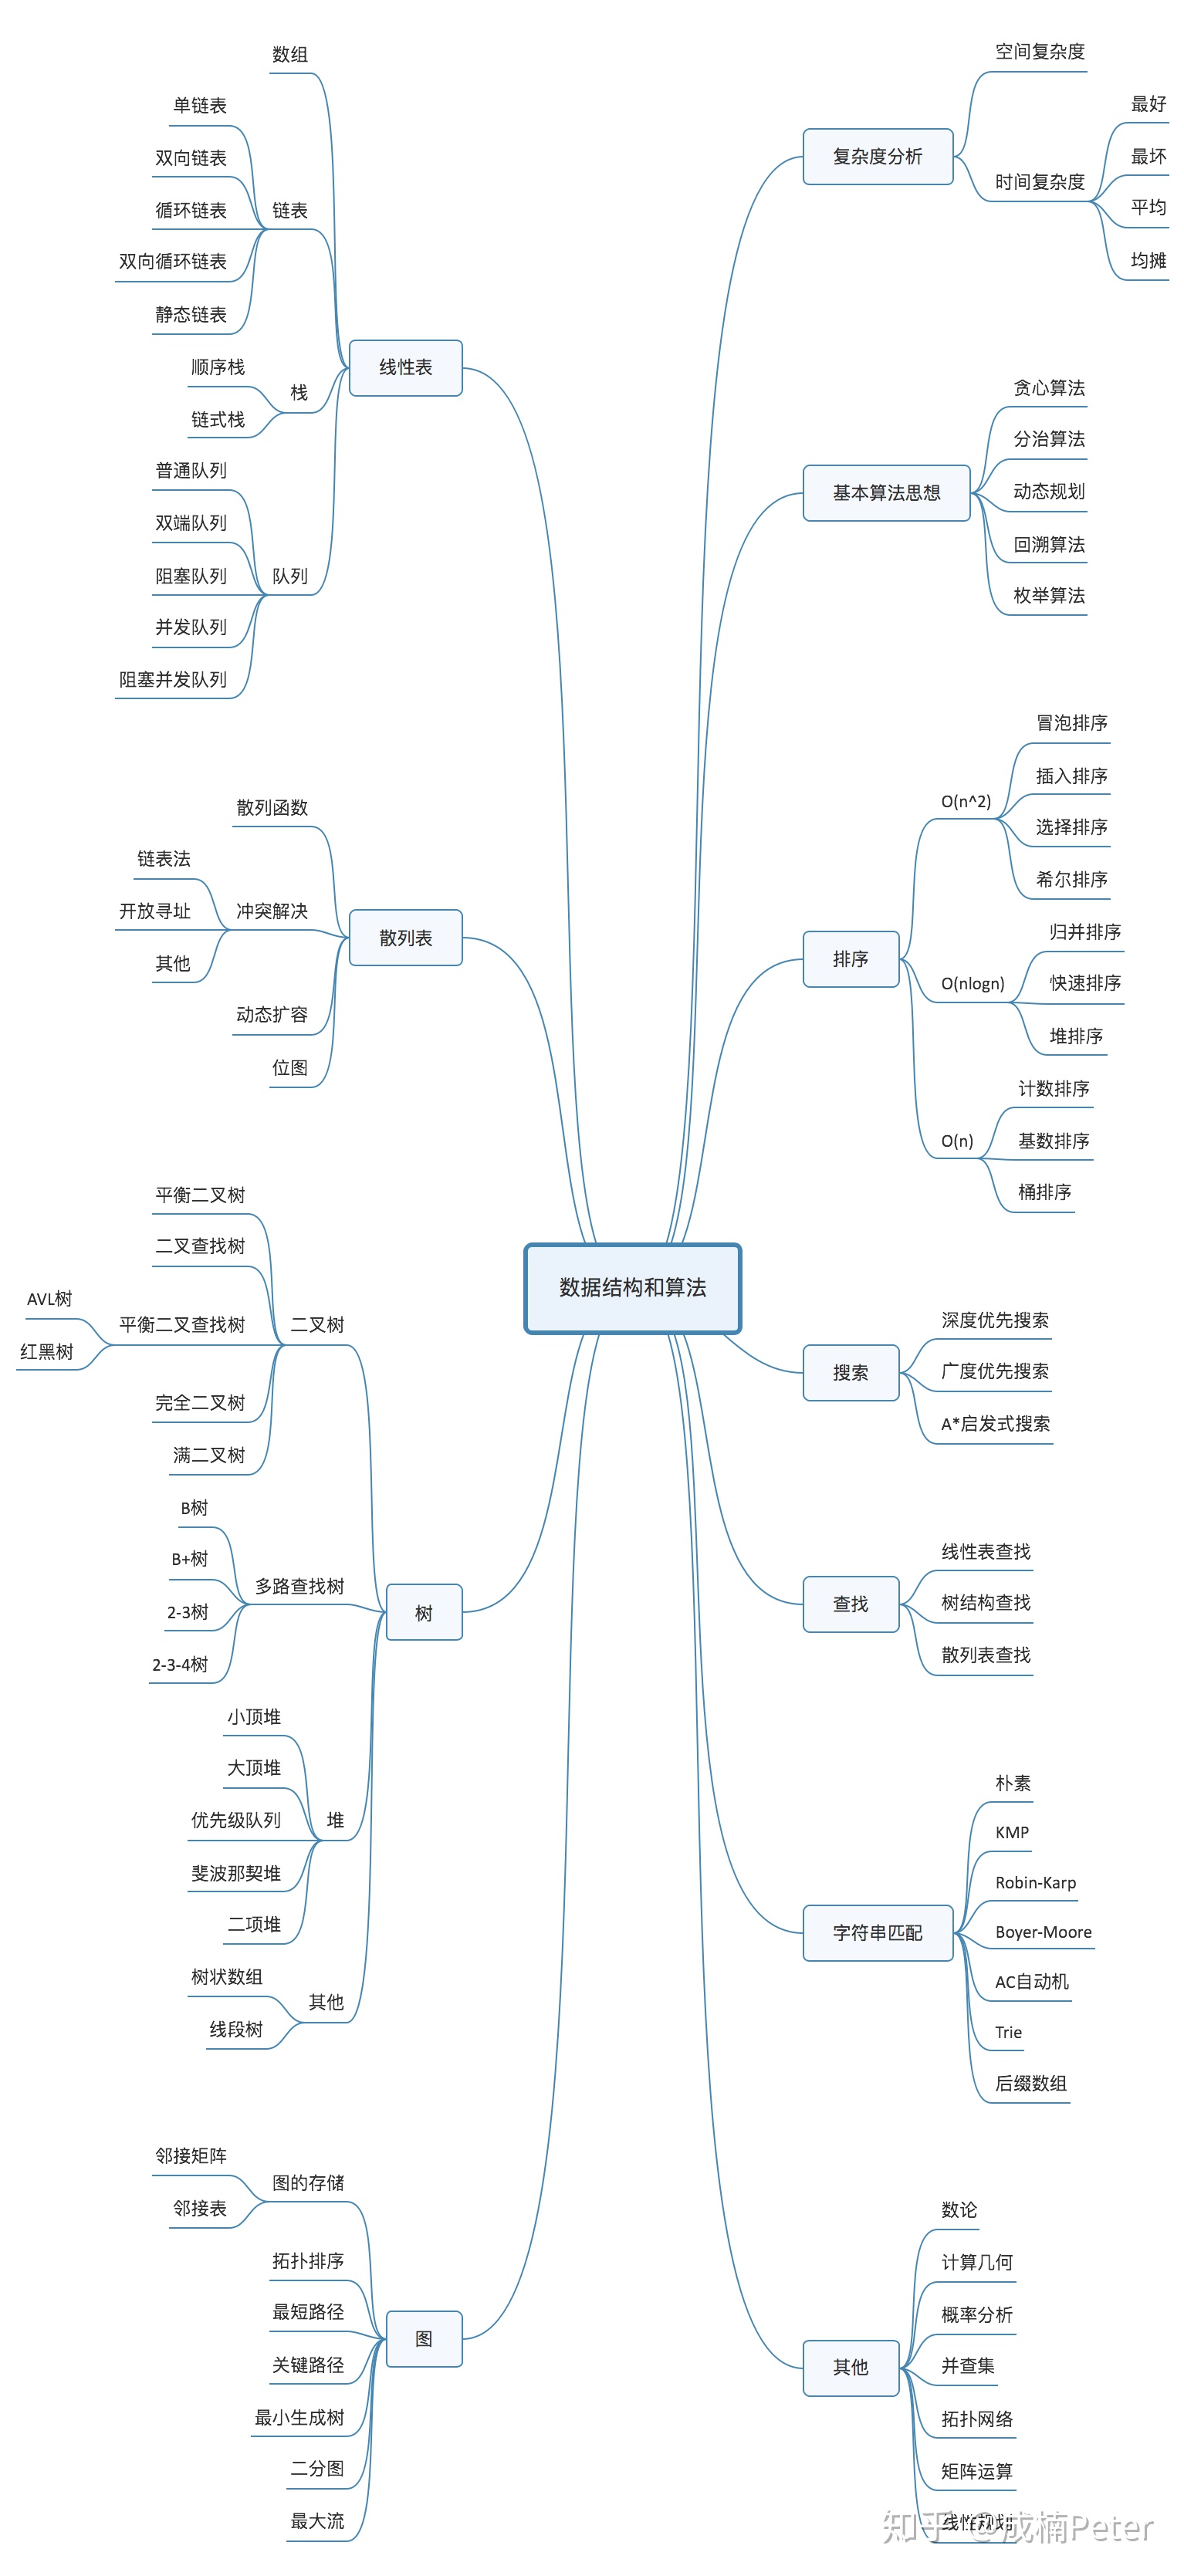 数据结构和算法
线性表
数组
链表
单链表
双向链表
循环链表
双向循环链表
静态链表
栈
顺序栈
链式栈
队列
普通队列
双端队列
阻塞队列
并发队列
阻塞并发队列
散列表
散列函数
冲突解决
链表法
开放寻址
其他
动态扩容
位图
树
二叉树
平衡二叉树
二叉查找树
平衡二叉查找树
AVL树
红黑树
完全二叉树
满二叉树
多路查找树
B树
B+树
2-3树
2-3-4树
堆
小顶堆
大顶堆
优先级队列
斐波那契堆
二项堆
其他
树状数组
线段树
图
图的存储
邻接矩阵
邻接表
拓扑排序
最短路径
关键路径
最小生成树
二分图
最大流
复杂度分析
空间复杂度
时间复杂度
最好
最坏
平均
均摊
基本算法思想
贪心算法
分治算法
动态规划
回溯算法
枚举算法
排序
O(n^2)
冒泡排序
插入排序
选择排序
希尔排序
O(nlogn)
归并排序
快速排序
堆排序
O(n)
计数排序
基数排序
桶排序
搜索
深度优先搜索
广度优先搜索
A*启发式搜索
查找
线性表查找
树结构查找
散列表查找
字符串匹配
朴素
KMP
Robin-Karp
Boyer-Moore
AC自动机
Trie
后缀数组
其他
数论
计算几何
概率分析
并查集
拓扑网络
矩阵运算
线性规划
知乎 @成楠Peter